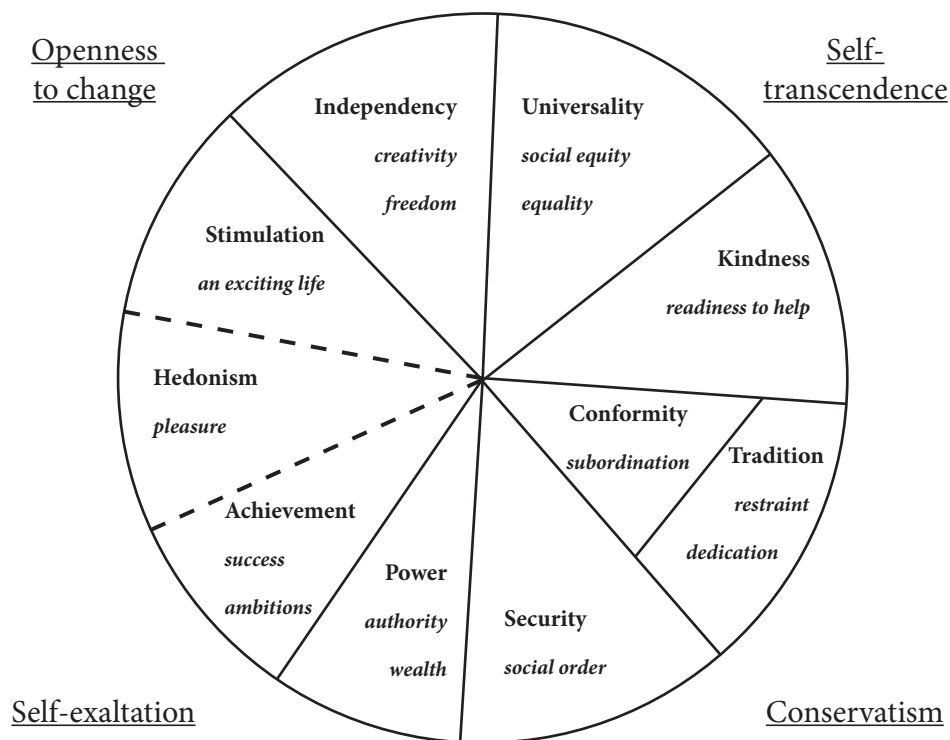 Openness
to change
Self-
transcendence
Independency
creativity
freedom
Universality
social equity
equality
Stimulation
an exciting life
Kindness
readiness to help
Hedonism
pleasure
Conformity
subordination
Tradition
restraint
dedication
Achievement
success
ambitions
Power
authority
wealth
Security
social order
Self-exaltation
Conservatism